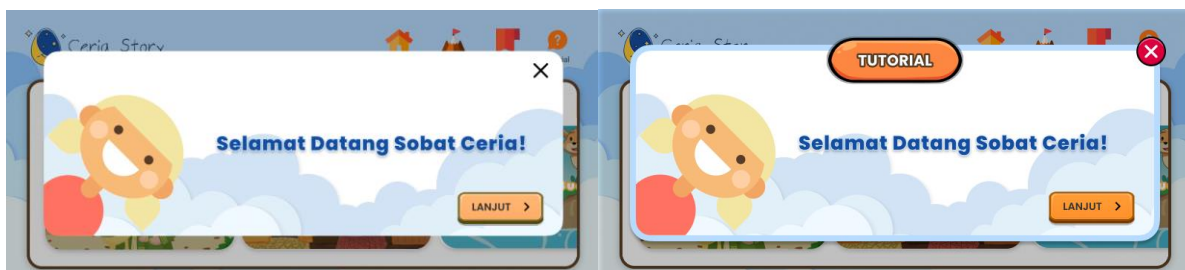 Ceria Story
Selamat Datang Sobat Ceria!
LANJUT
TUTORIAL
Selamat Datang Sobat Ceria!
LANJUT